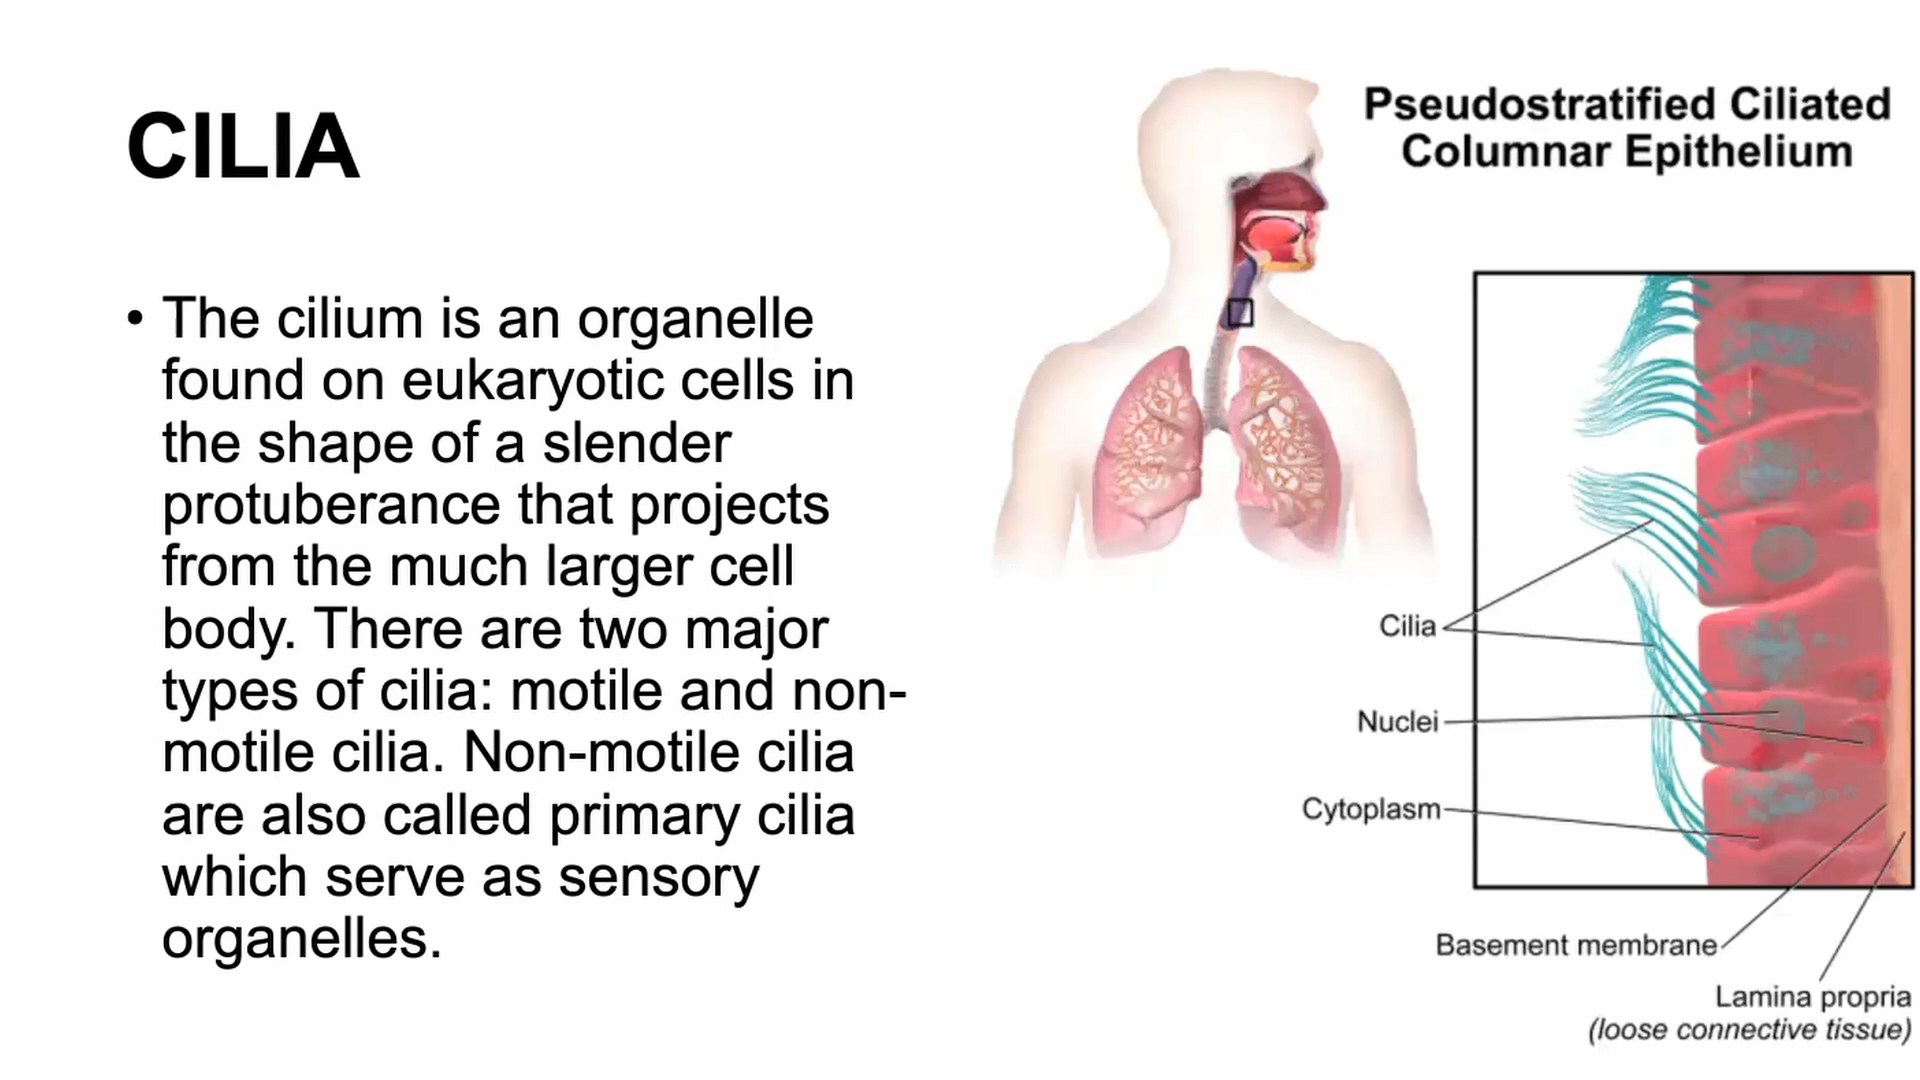 CILIA
• The cilium is an organelle
found on eukaryotic cells in
the shape of a slender
protuberance that projects
from the much larger cell
body. There are two major
types of cilia: motile and non-
motile cilia. Non-motile cilia
are also called primary cilia
which serve as sensory
organelles.
Pseudostratified Ciliated
Columnar Epithelium
Cilia
Nuclei
Cytoplasm
Basement membrane
Lamina propria
(loose connective tissue)